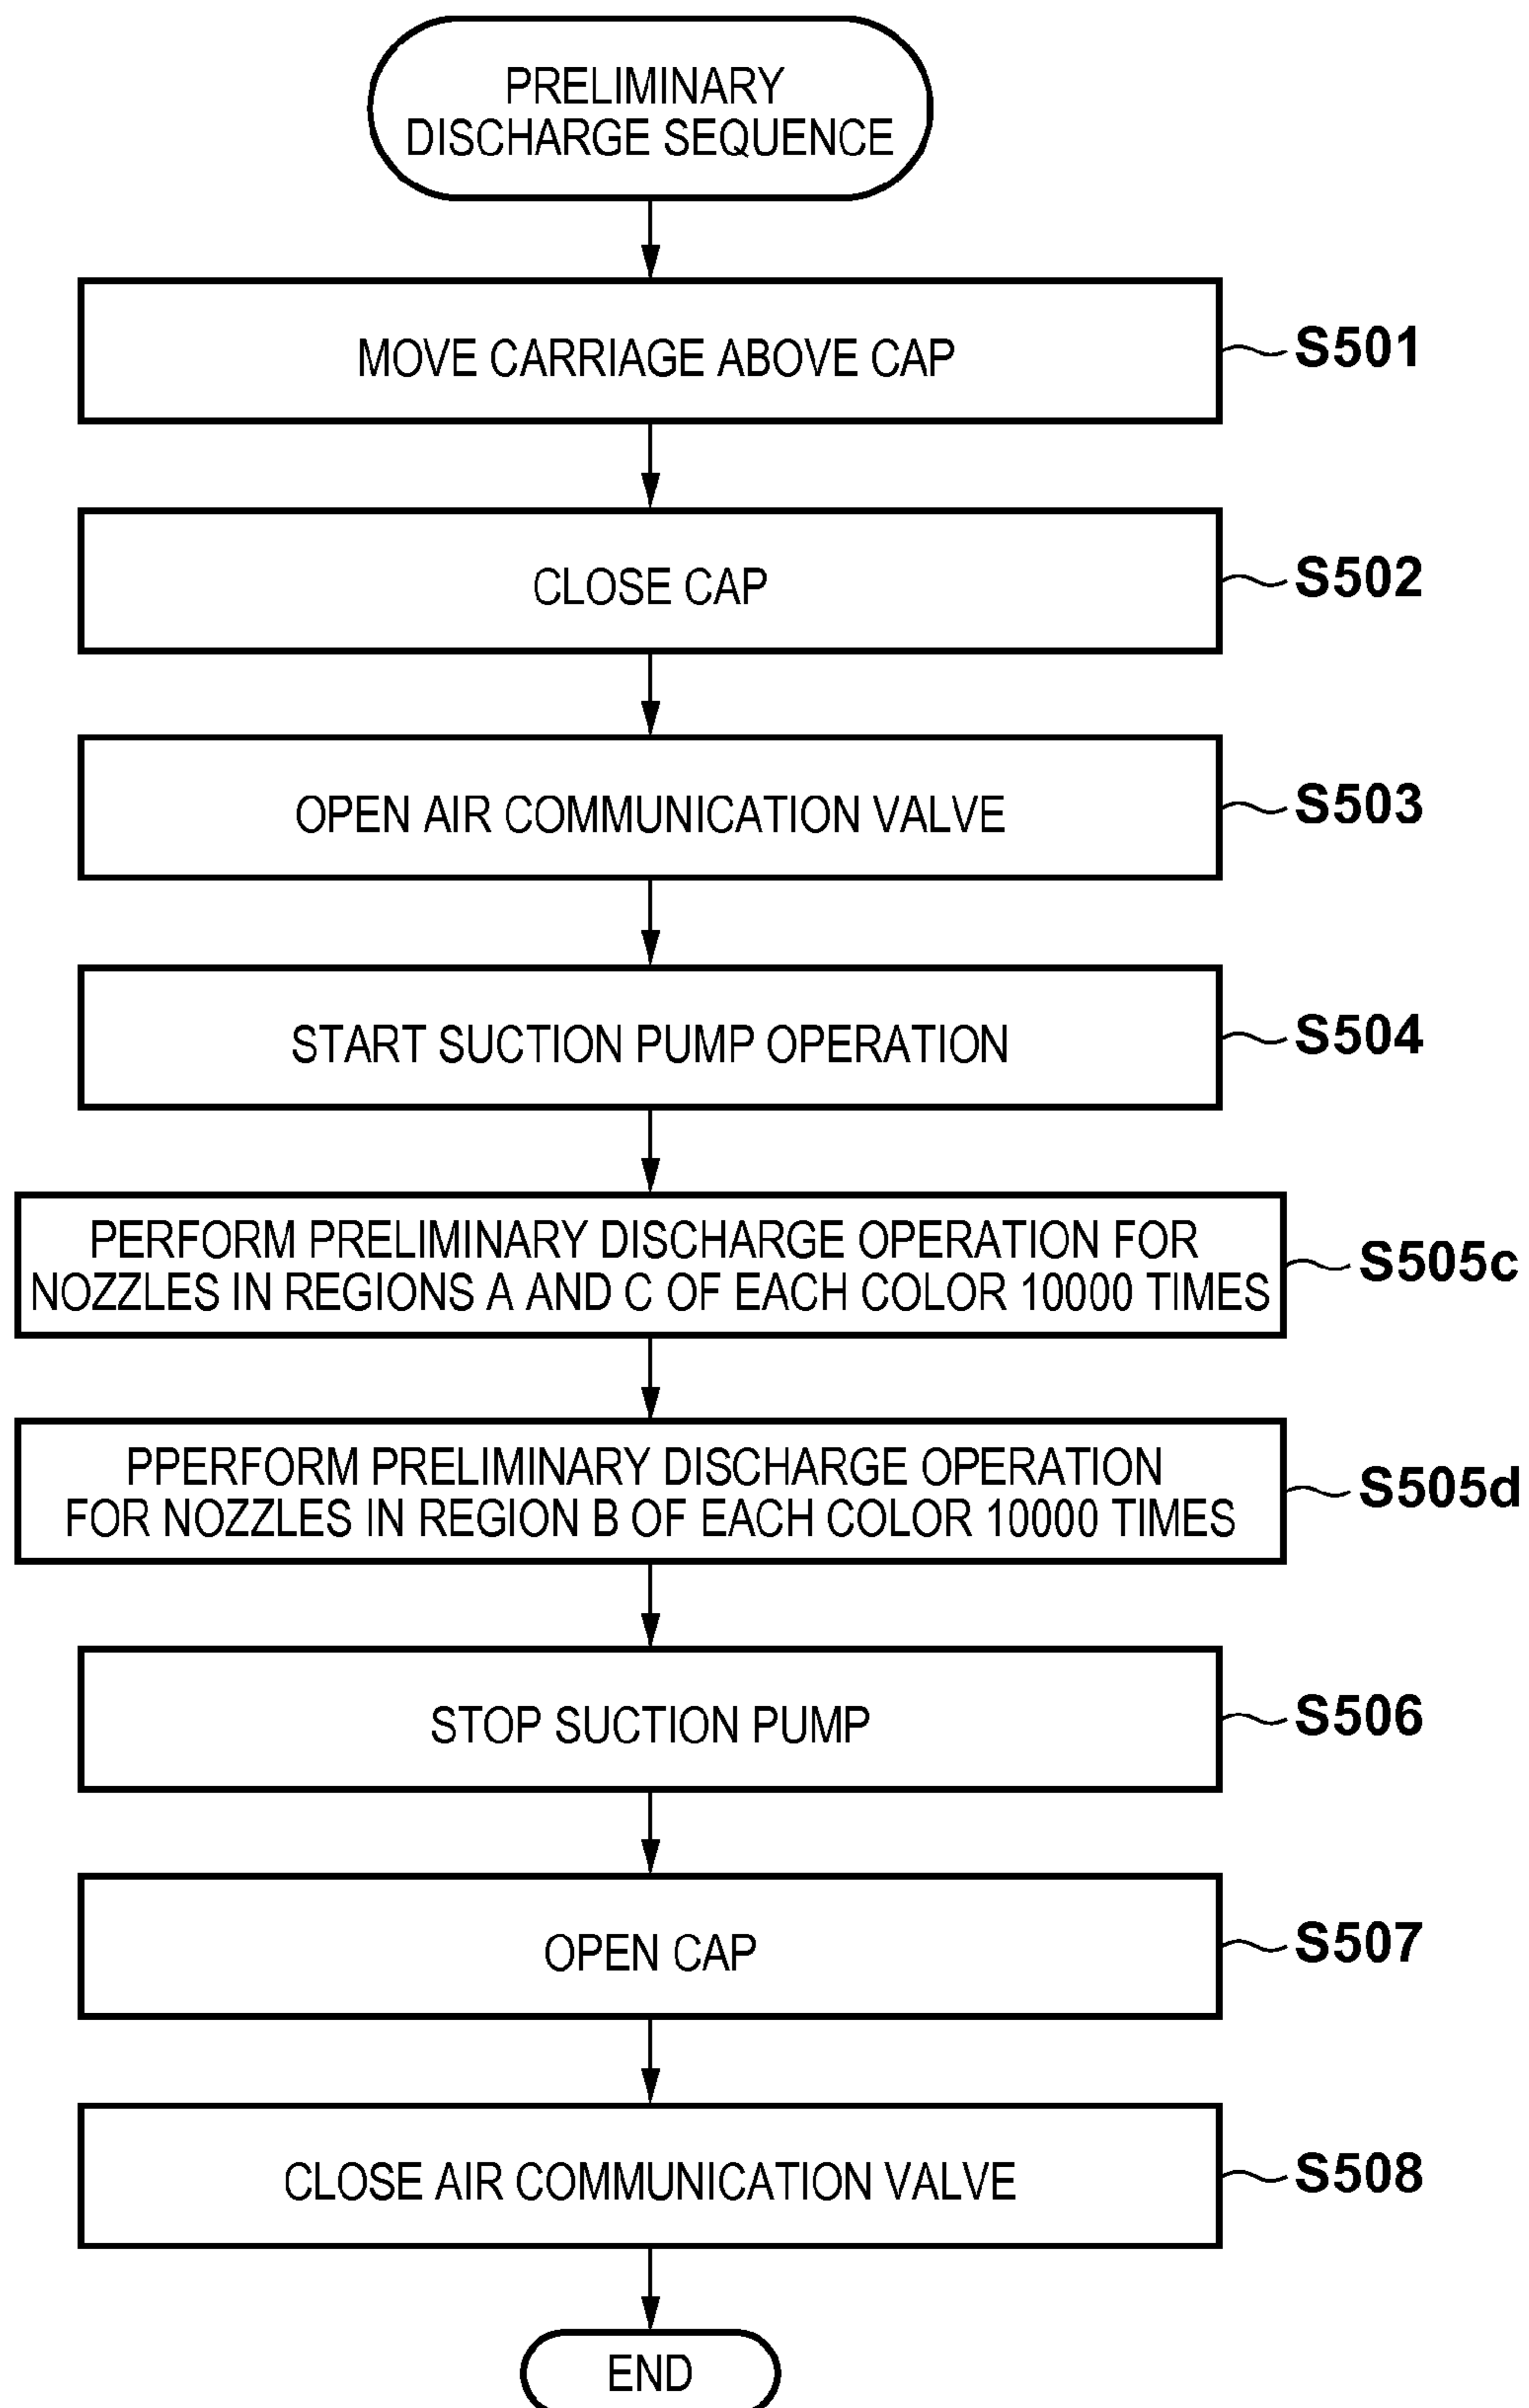 PRELIMINARY
DISCHARGE SEQUENCE
MOVE CARRIAGE ABOVE CAP
S501
CLOSE CAP
S502
OPEN AIR COMMUNICATION VALVE
S503
START SUCTION PUMP OPERATION
S504
PERFORM PRELIMINARY DISCHARGE OPERATION FOR
NOZZLES IN REGIONS A AND C OF EACH COLOR 10000 TIMES
S505c
PPERFORM PRELIMINARY DISCHARGE OPERATION
FOR NOZZLES IN REGION B OF EACH COLOR 10000 TIMES
S505d
STOP SUCTION PUMP
S506
OPEN CAP
S507
CLOSE AIR COMMUNICATION VALVE
S508
END